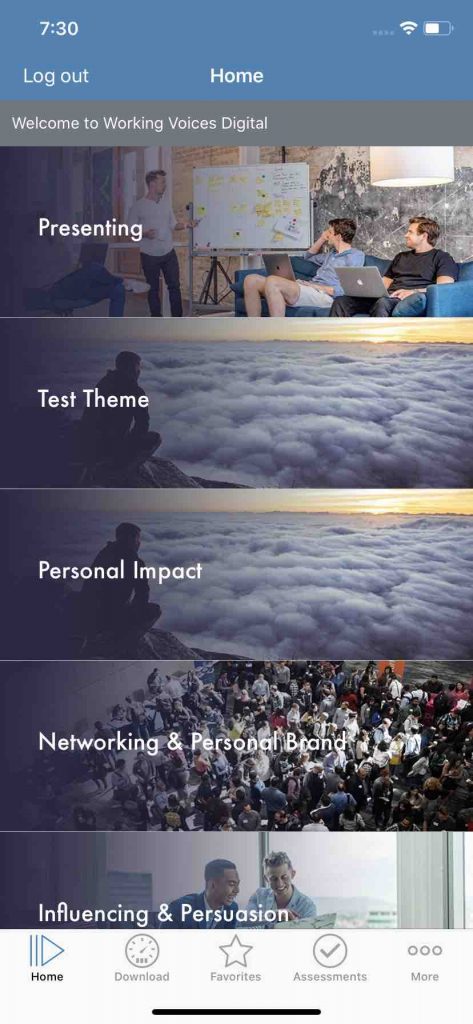 7:30
Log out
Home
Welcome to Working Voices Digital
Presenting
Test Theme
Personal Impact
Networking & Personal Brand
Influencing & Persuasion
Home
Download
Favorites
Assessments
More